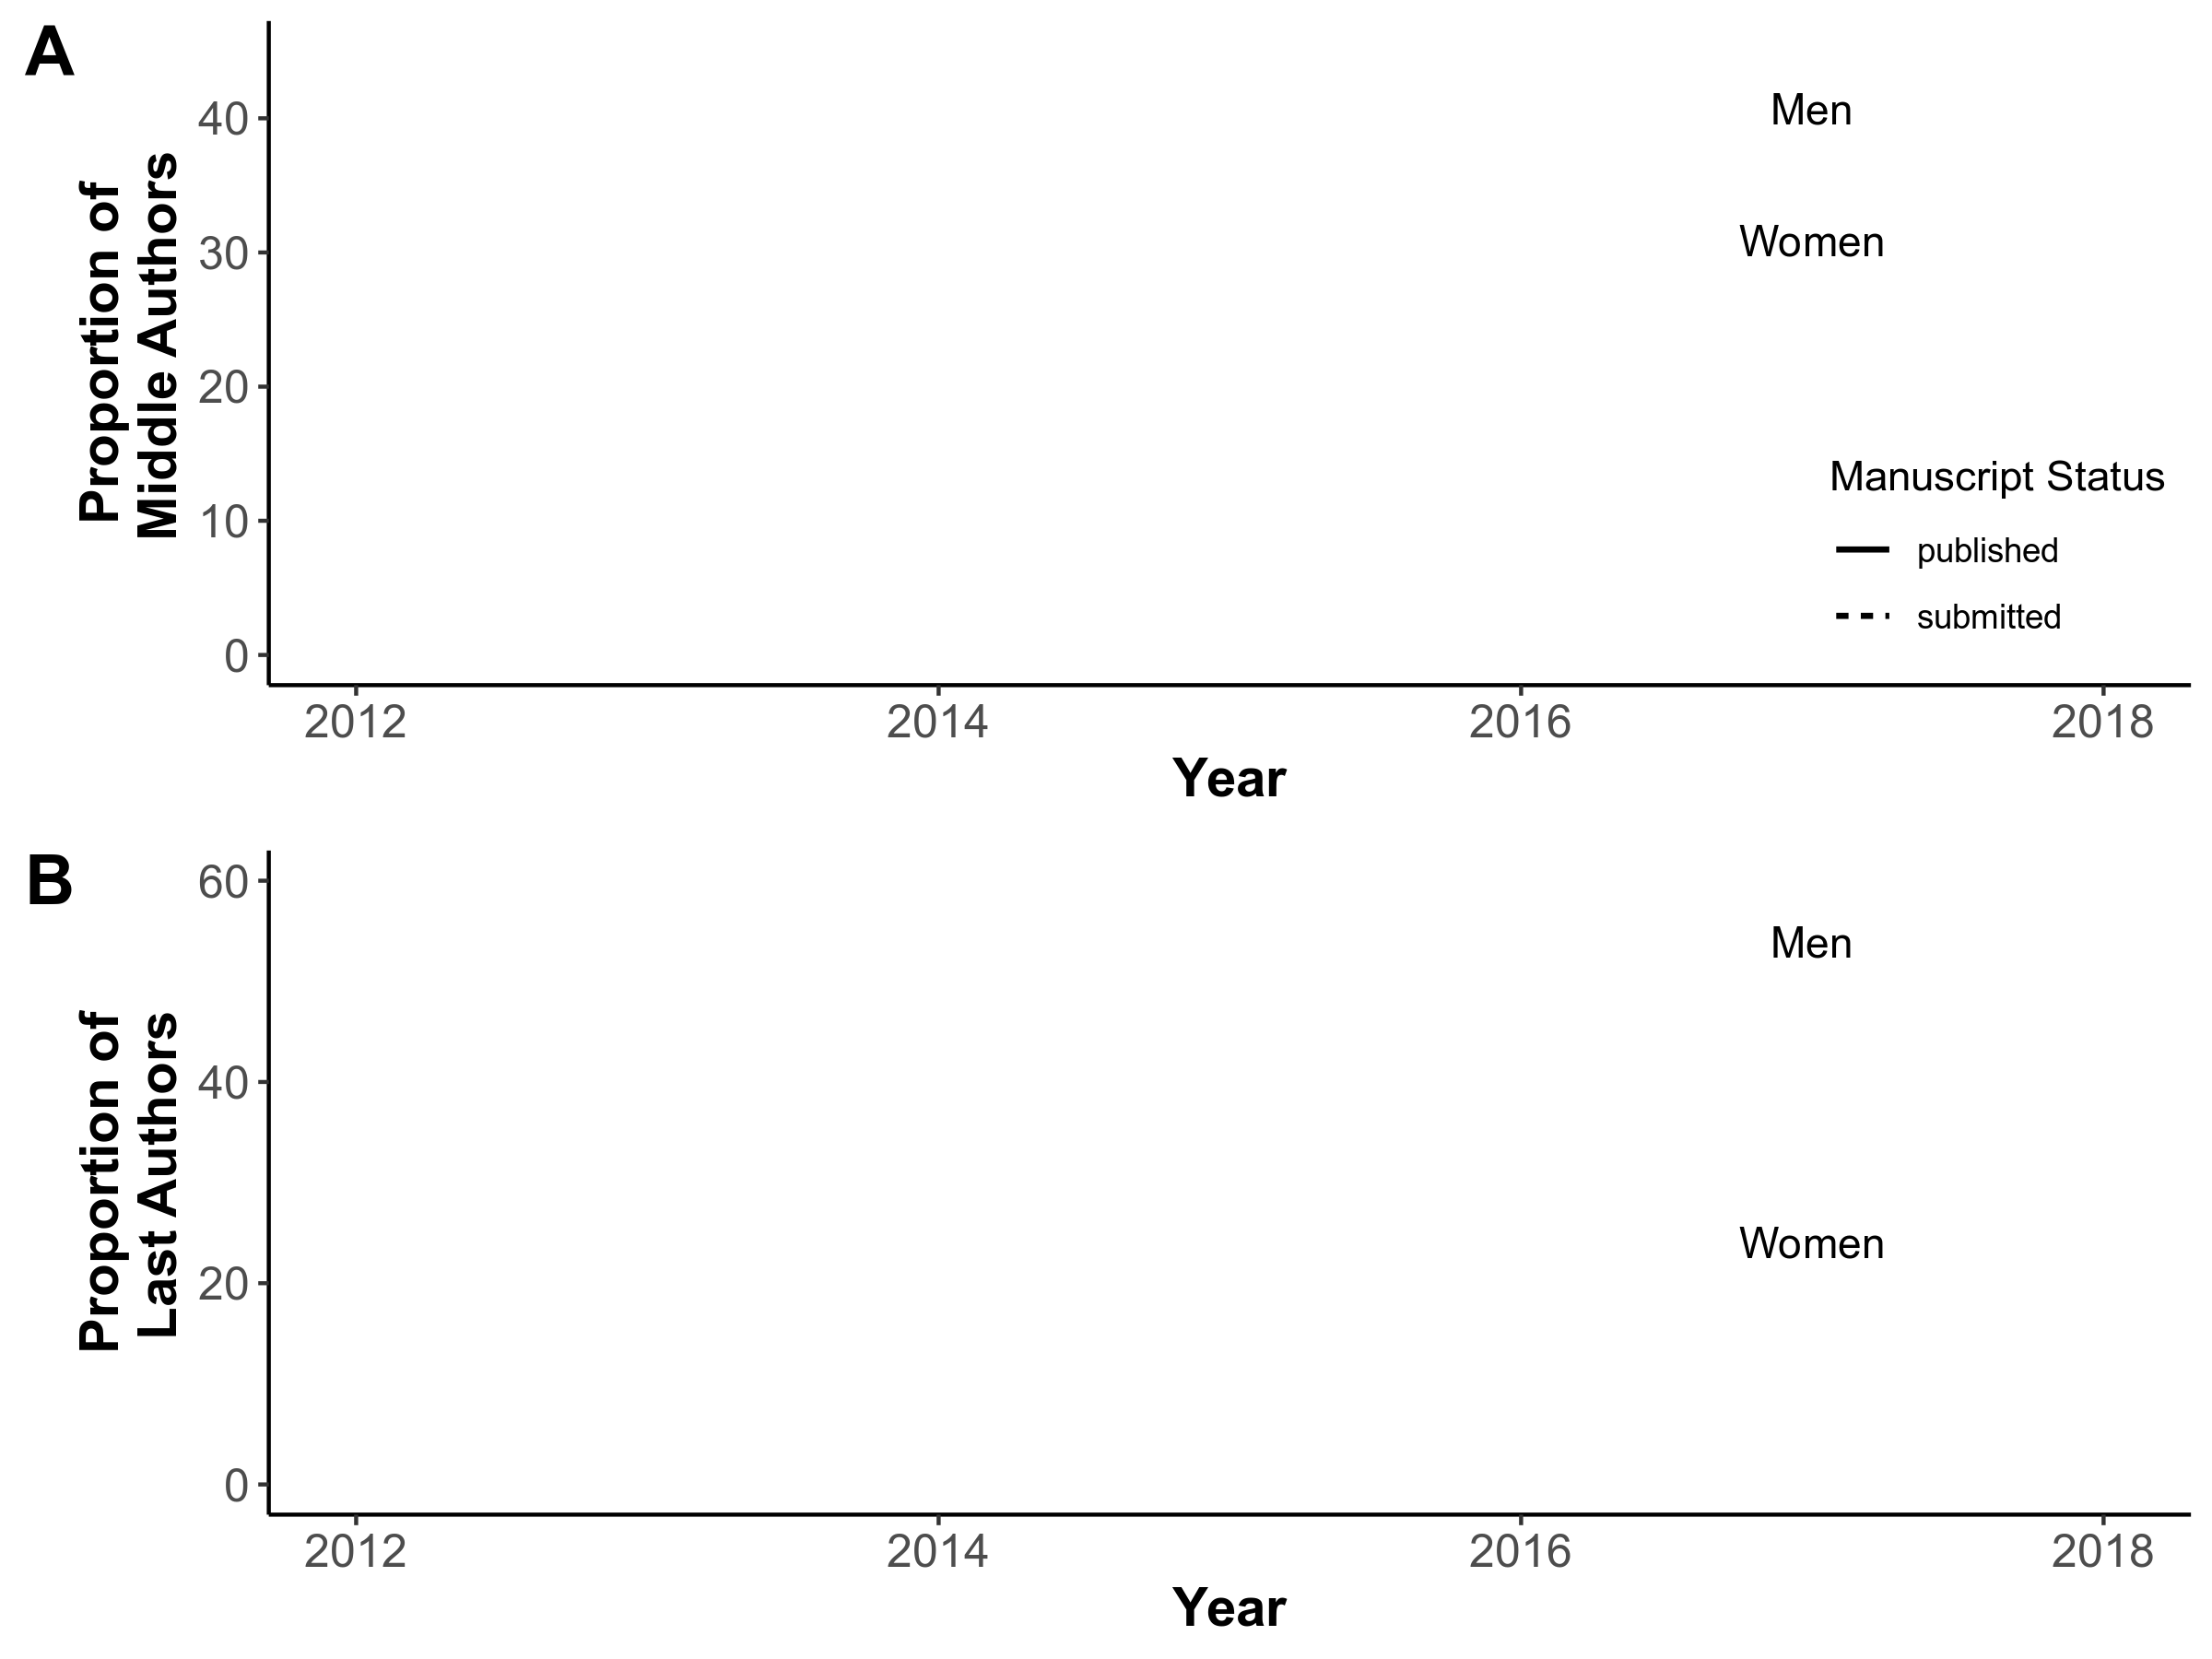 A
Proportion of
Middle Authors
40
30
20
10
0
Men
Women
Manuscript Status
published
submitted
2012 2014 2016 2018
Year
B
Proportion of
Last Authors
60
40
20
0
Men
Women
2012 2014 2016 2018
Year